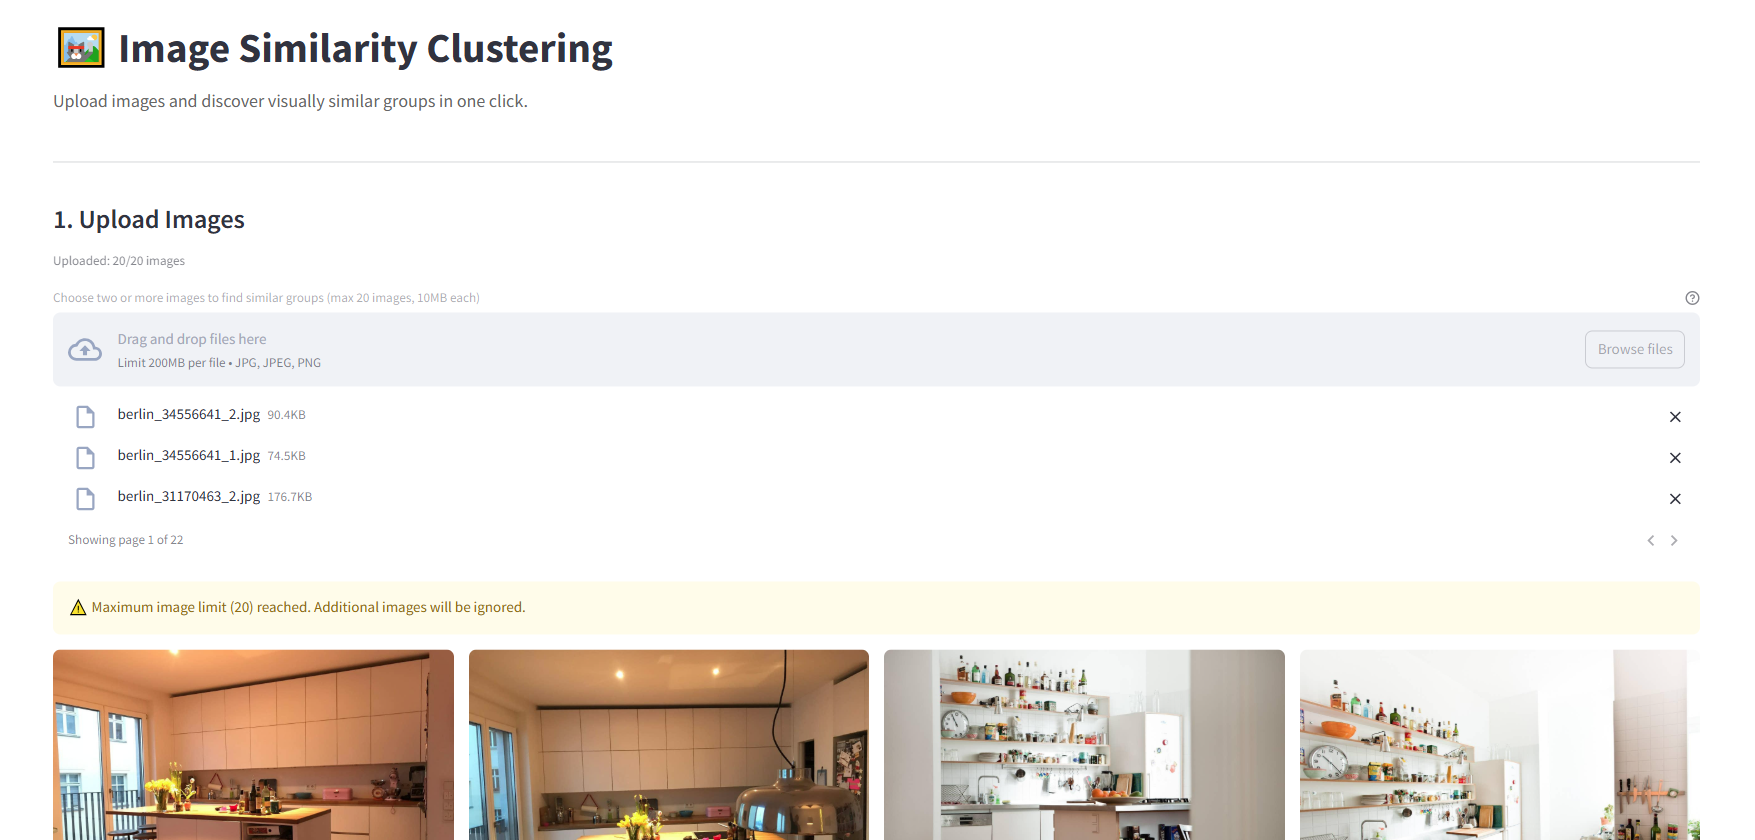 Image Similarity Clustering
Upload images and discover visually similar groups in one click.
1. Upload Images
Uploaded: 20/20 images
Choose two or more images to find similar groups (max 20 images, 10MB each)
Drag and drop files here
Limit 200MB per file • JPG, JPEG, PNG
Browse files
berlin_34556641_2.jpg 90.4KB
berlin_34556641_1.jpg 74.5KB
berlin_31170463_2.jpg 176.7KB
Showing page 1 of 22
Maximum image limit (20) reached. Additional images will be ignored.